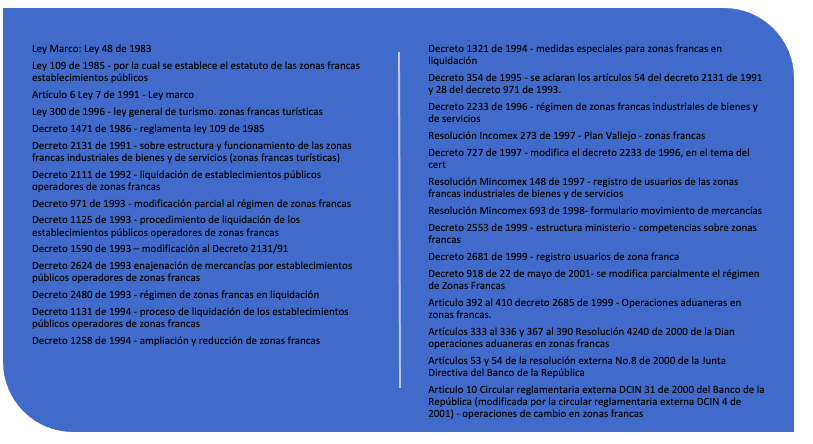 Ley Marco: Ley 48 de 1983
Ley 109 de 1985 - por la cual se establece el estatuto de las zonas francas
establecimientos públicos
Artículo 6 Ley 7 de 1991 - Ley marco
Ley 300 de 1996 - ley general de turismo. zonas francas turísticas
Decreto 1471 de 1986 - reglamenta ley 109 de 1985
Decreto 2131 de 1991 - sobre estructura y funcionamiento de las zonas
francas industriales de bienes y de servicios (zonas francas turísticas)
Decreto 2111 de 1992 - liquidación de establecimientos públicos
operadores de zonas francas
Decreto 971 de 1993 - modificación parcial al régimen de zonas francas
Decreto 1125 de 1993 - procedimiento de liquidación de los
establecimientos públicos operadores de zonas francas
Decreto 1590 de 1993 – modificación al Decreto 2131/91
Decreto 2624 de 1993 enajenación de mercancías por establecimientos
públicos operadores de zonas francas
Decreto 2480 de 1993 - régimen de zonas francas en liquidación
Decreto 1131 de 1994 - proceso de liquidación de los establecimientos
públicos operadores de zonas francas
Decreto 1258 de 1994 - ampliación y reducción de zonas francas
Decreto 1321 de 1994 - medidas especiales para zonas francas en
liquidación
Decreto 354 de 1995 - se aclaran los artículos 54 del decreto 2131 de 1991
y 28 del decreto 971 de 1993.
Decreto 2233 de 1996 - régimen de zonas francas industriales de bienes y
de servicios
Resolución Incomex 273 de 1997 - Plan Vallejo - zonas francas
Decreto 727 de 1997 - modifica el decreto 2233 de 1996, en el tema del
cert
Resolución Mincomex 148 de 1997 - registro de usuarios de las zonas
francas industriales de bienes y de servicios
Resolución Mincomex 693 de 1998- formulario movimiento de mercancías
Decreto 2553 de 1999 - estructura ministerio - competencias sobre zonas
francas
Decreto 2681 de 1999 - registro usuarios de zona franca
Decreto 918 de 22 de mayo de 2001- se modifica parcialmente el régimen
de Zonas Francas
Articulo 392 al 410 decreto 2685 de 1999 - Operaciones aduaneras en
zonas francas.
Artículos 333 al 336 y 367 al 390 Resolución 4240 de 2000 de la Dian
operaciones aduaneras en zonas francas
Artículos 53 y 54 de la resolución externa No.8 de 2000 de la Junta
Directiva del Banco de la República
Articulo 10 Circular reglamentaria externa DCIN 31 de 2000 del Banco de la
República (modificada por la circular reglamentaria externa DCIN 4 de
2001) - operaciones de cambio en zonas francas